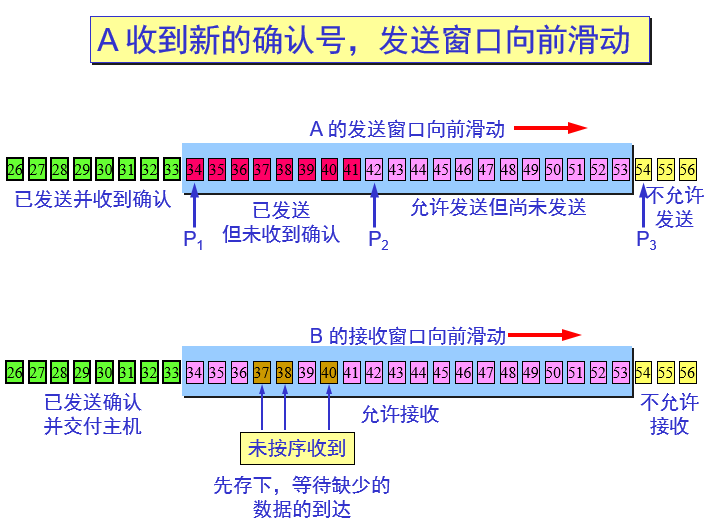 A 收到新的确认号，发送窗口向前滑动
A 的发送窗口向前滑动
26 27 28 29 30 31 32 33 34 35 36 37 38 39 40 41 42 43 44 45 46 47 48 49 50 51 52 53 54 55 56
已发送并收到确认
已发送
但未收到确认
允许发送但尚未发送
不允许
发送
P1
P2
P3
B 的接收窗口向前滑动
26 27 28 29 30 31 32 33 34 35 36 37 38 39 40 41 42 43 44 45 46 47 48 49 50 51 52 53 54 55 56
已发送确认
并交付主机
允许接收
不允许
接收
未按序收到
先存下，等待缺少的
数据的到达